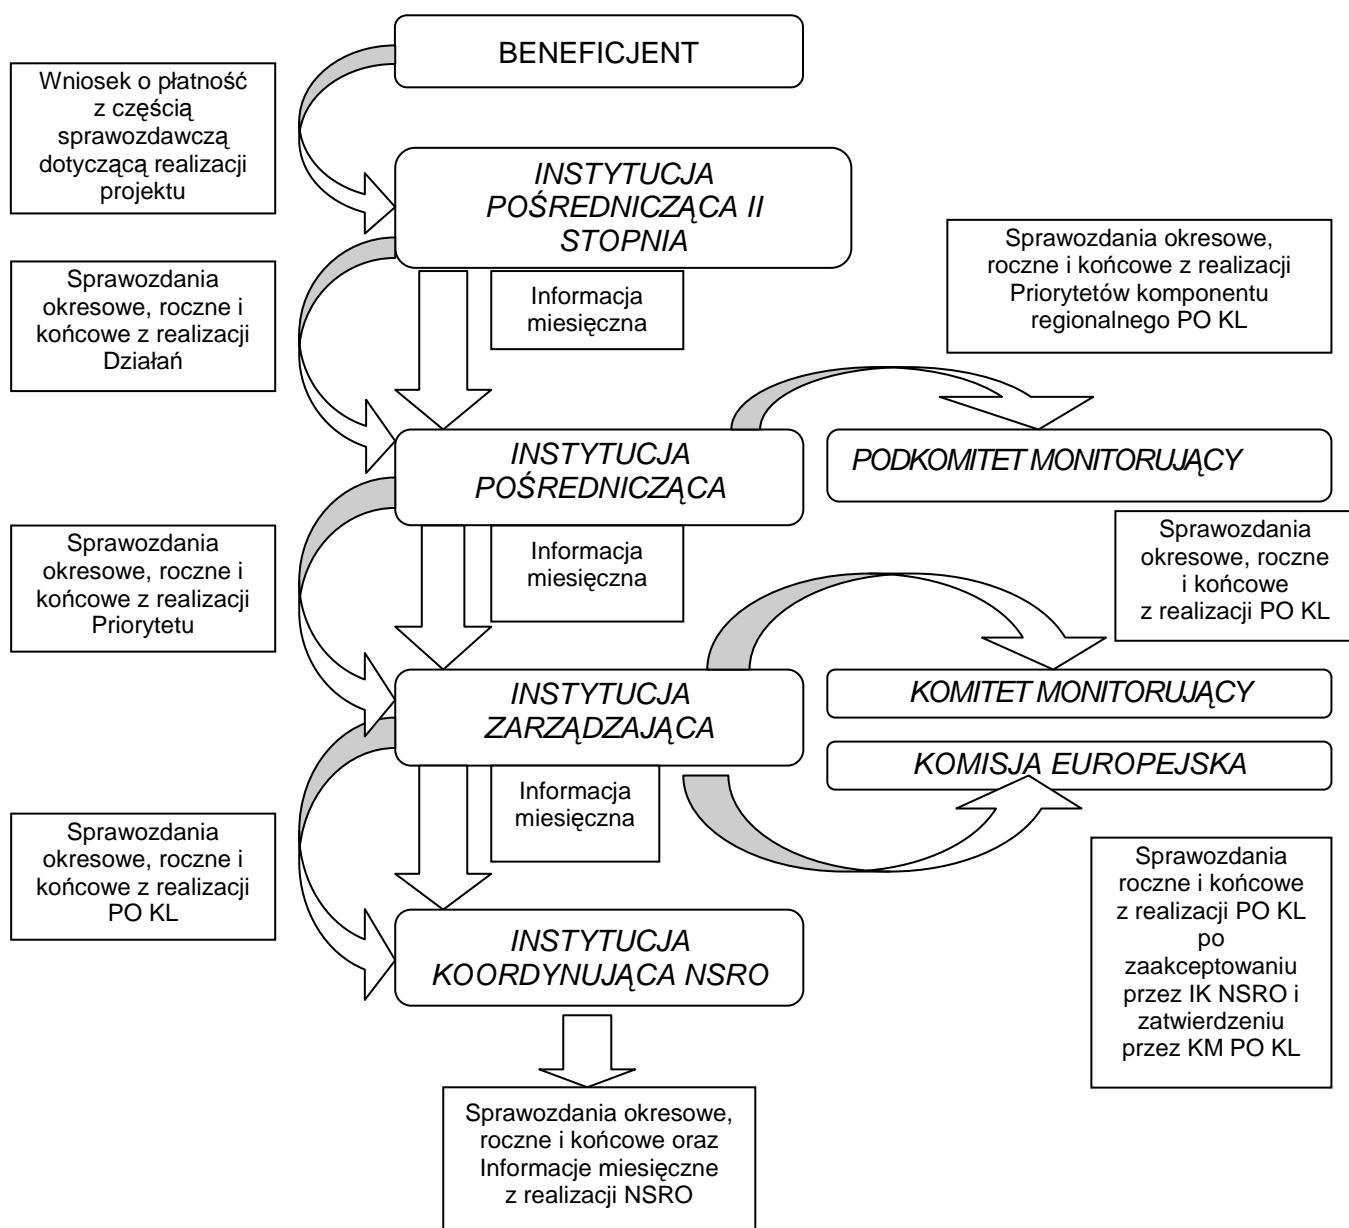 BENEFICJENT
Wniosek o płatność
z częścią
sprawozdawczą
dotyczącą realizacji
projektu
INSTYTUCJA
POŚREDNICZĄCA II
STOPNIA
Sprawozdania
okresowe, roczne i
końcowe z realizacji
Działań
Informacja
miesięczna
Sprawozdania okresowe,
roczne i końcowe z realizacji
Priorytetów komponentu
regionalnego PO KL
INSTYTUCJA
POŚREDNICZĄCA
PODKOMITET MONITORUJĄCY
Sprawozdania
okresowe, roczne i
końcowe z realizacji
Priorytetu
Informacja
miesięczna
Sprawozdania
okresowe, roczne
i końcowe
z realizacji PO KL
INSTYTUCJA
ZARZĄDZAJĄCA
KOMITET MONITORUJĄCY
KOMISJA EUROPEJSKA
Sprawozdania
okresowe, roczne i
końcowe z realizacji
PO KL
Informacja
miesięczna
Sprawozdania
roczne i końcowe
z realizacji PO KL
po
zaakceptowaniu
przez IK NSRO i
zatwierdzeniu
przez KM PO KL
INSTYTUCJA
KOORDYNUJĄCA NSRO
Sprawozdania okresowe,
roczne i końcowe oraz
Informacje miesięczne
z realizacji NSRO